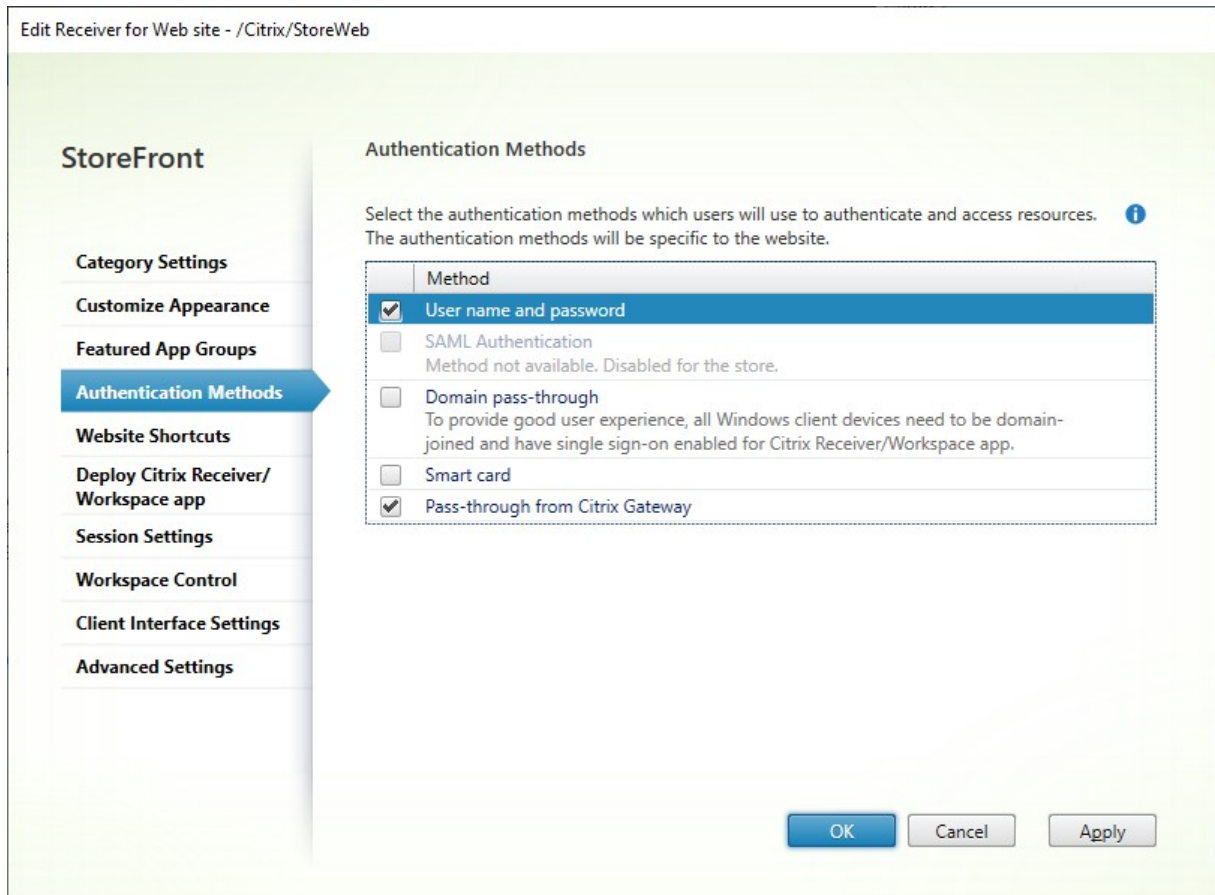 Edit Receiver for Web site - /Citrix/StoreWeb
StoreFront
Category Settings
Customize Appearance
Featured App Groups
Authentication Methods
Website Shortcuts
Deploy Citrix Receiver/
Workspace app
Session Settings
Workspace Control
Client Interface Settings
Advanced Settings
Authentication Methods
Select the authentication methods which users will use to authenticate and access resources.
The authentication methods will be specific to the website.
Method
User name and password
SAML Authentication
Method not available. Disabled for the store.
Domain pass-through
To provide good user experience, all Windows client devices need to be domain-
joined and have single sign-on enabled for Citrix Receiver/Workspace app.
Smart card
Pass-through from Citrix Gateway
OK
Cancel
Apply